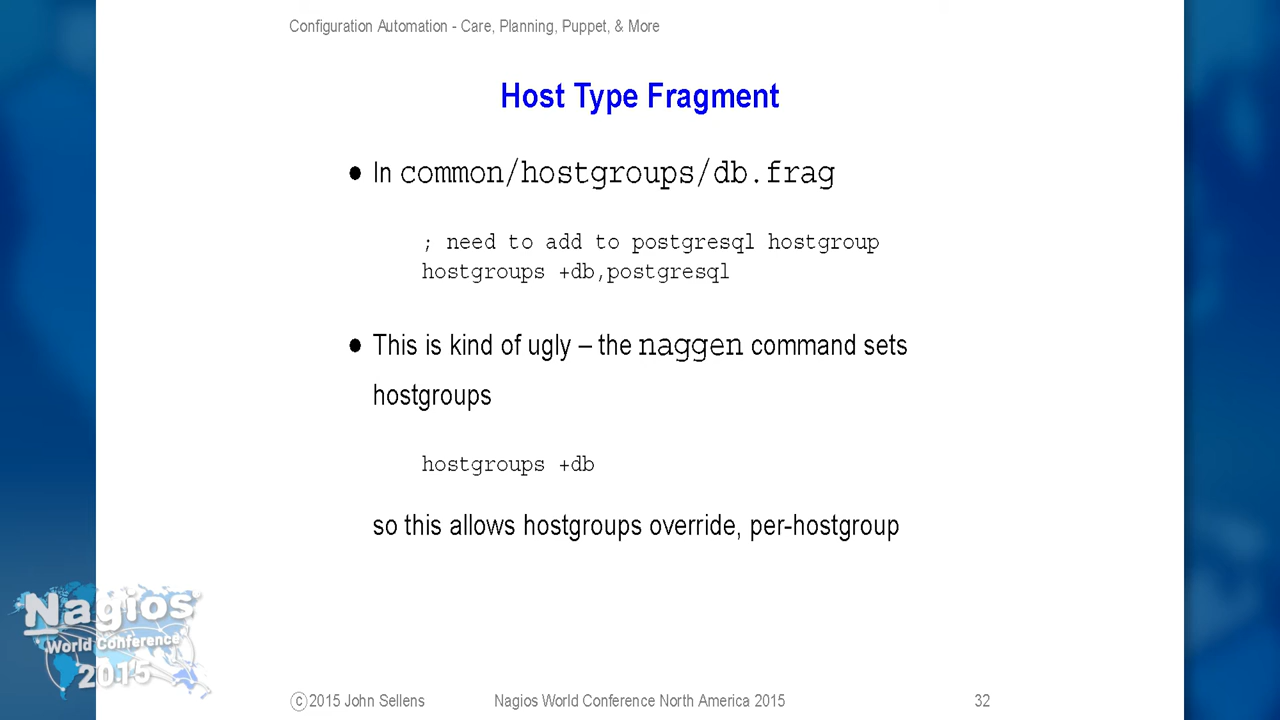 Configuration Automation - Care, Planning, Puppet, & More
Host Type Fragment
● In common/hostgroups/db.frag
; need to add to postgresql hostgroup
hostgroups +db,postgresql
● This is kind of ugly – the naggen command sets
hostgroups
hostgroups +db
so this allows hostgroups override, per-hostgroup
Nagios
World Conference
2015
©2015 John Sellens Nagios World Conference North America 2015 32